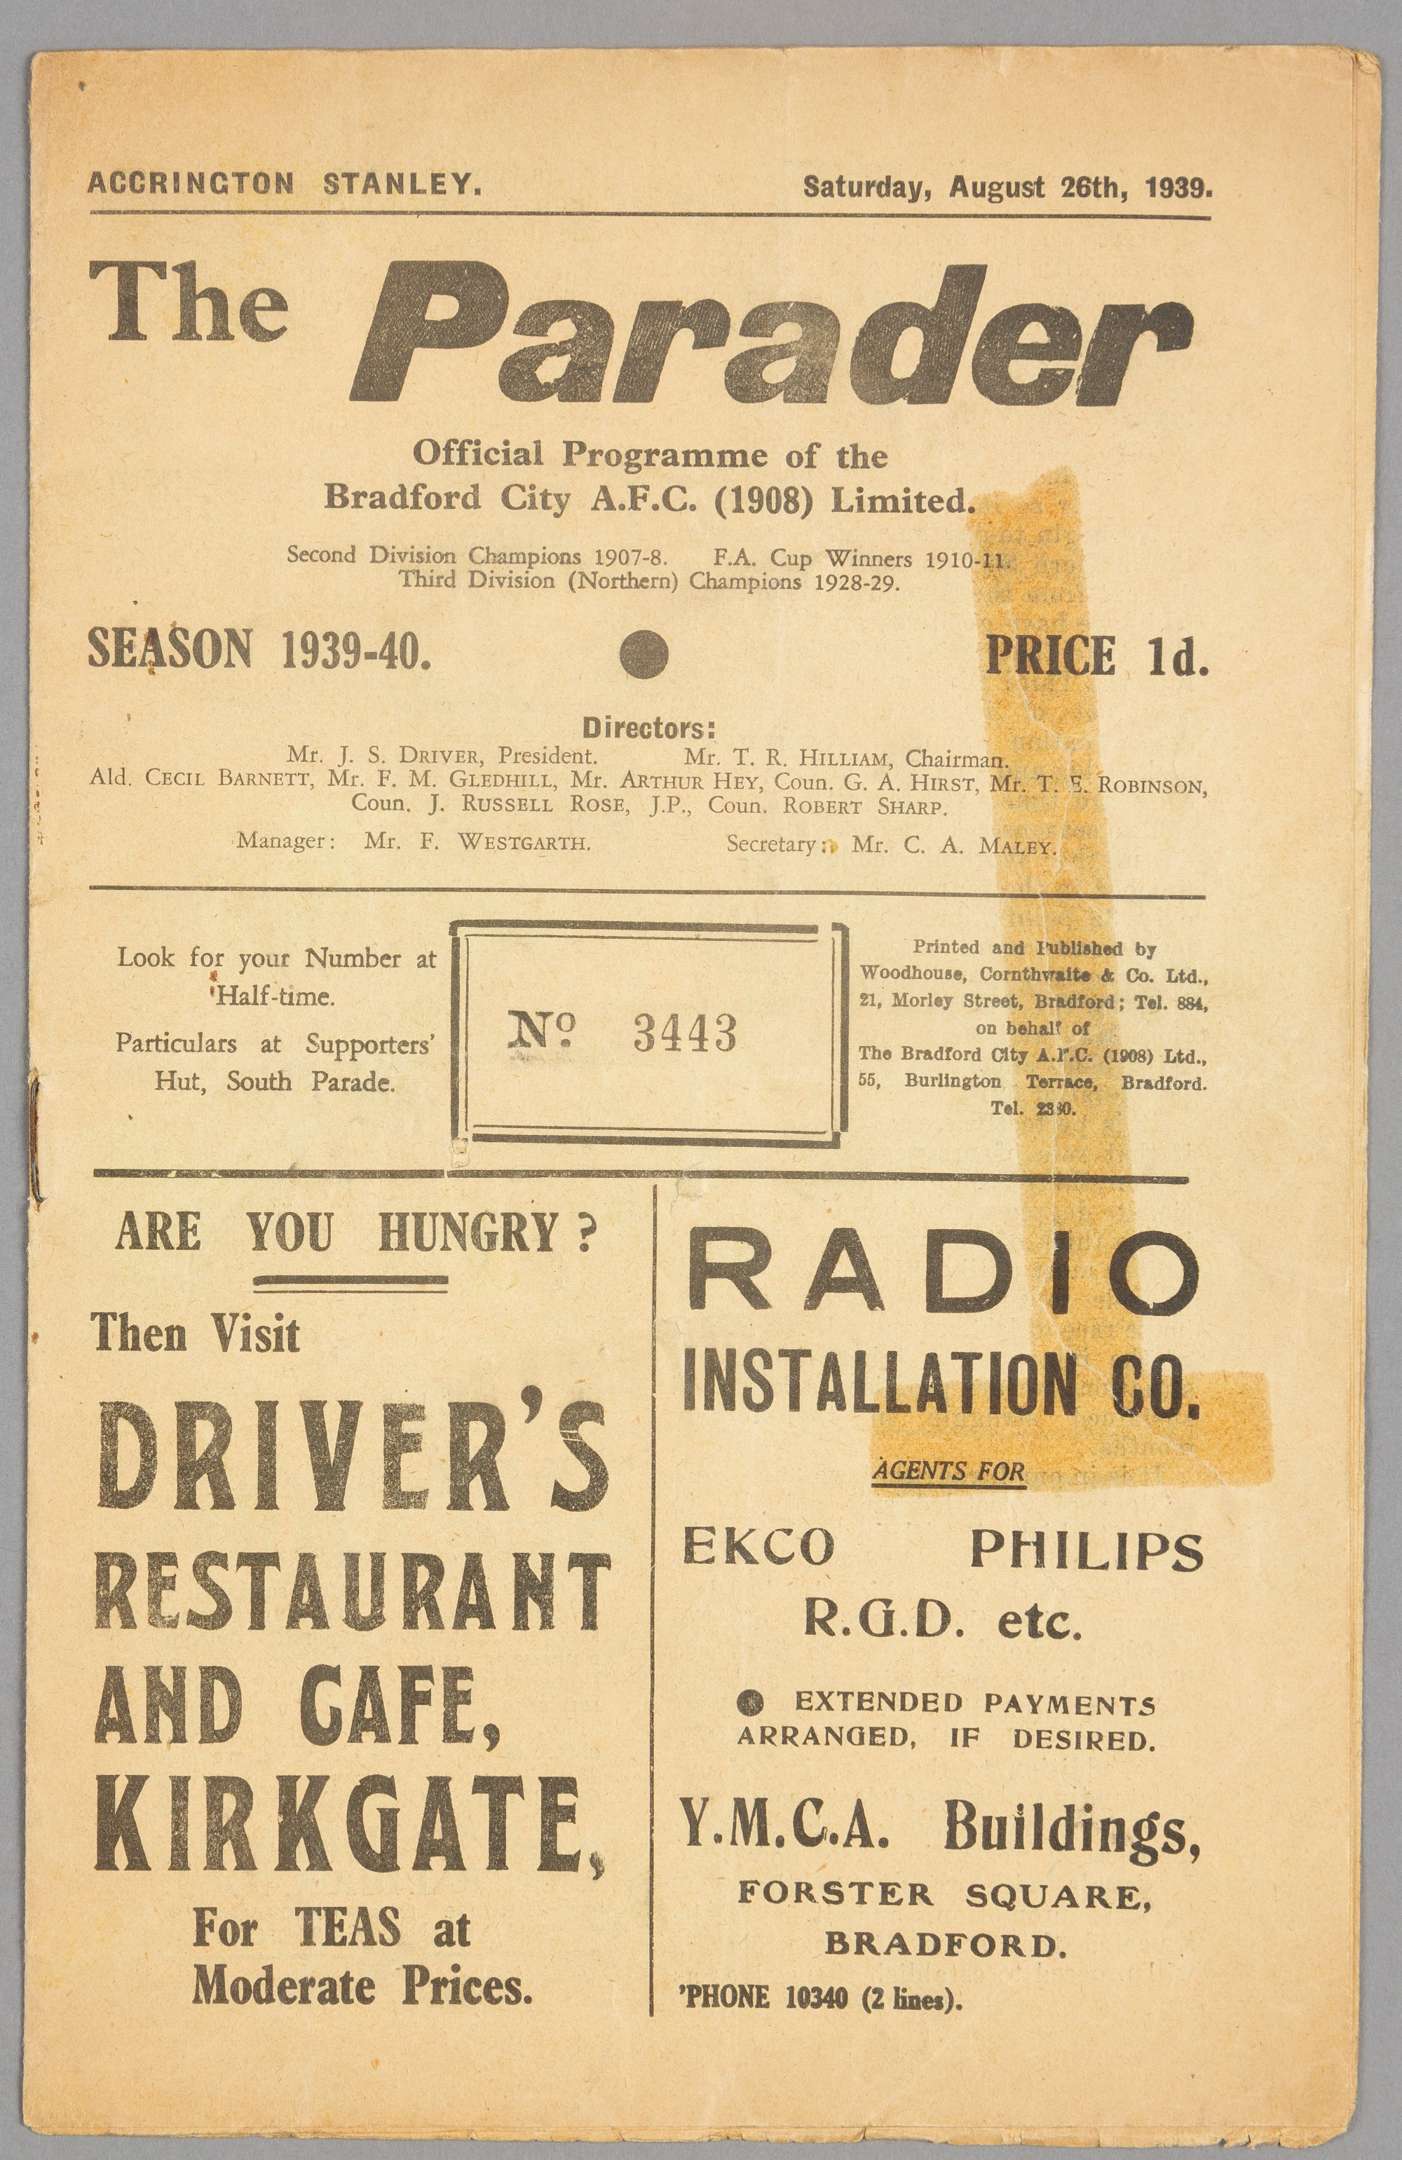 ACCRINGTON STANLEY. Saturday, August 26th, 1939.
The Parader
Official Programme of the
Bradford City A.F.C. (1908) Limited.
Second Division Champions 1907-8. F.A. Cup Winners 1910-11.
Third Division (Northern) Champions 1928-29.
SEASON 1939-40. ● PRICE 1d.
Directors:
Mr. J. S. DRIVER, President. Mr. T. R. HILLIAM, Chairman.
Ald. CECIL BARNETT, Mr. F. M. GLEDHILL, Mr. ARTHUR HEY, Coun. G. A. HIRST, Mr. T. E. ROBINSON,
Coun. J. RUSSELL ROSE, J.P., Coun. ROBERT SHARP.
Manager: Mr. F. WESTGARTH. Secretary: Mr. C. A. MALEY.
Look for your Number at
Half-time.
Particulars at Supporters'
Hut, South Parade.
Nº 3443
Printed and Published by
Woodhouse, Cornthwaite & Co. Ltd.,
21, Morley Street, Bradford; Tel. 884,
on behalf of
The Bradford City A.F.C. (1908) Ltd.,
55, Burlington Terrace, Bradford.
Tel.
ARE YOU HUNGRY?
Then Visit
DRIVER'S
RESTAURANT
AND CAFE,
KIRKGATE,
For TEAS at
Moderate Prices.
RADIO
INSTALLATION CO.
AGENTS FOR
EKCO PHILIPS
R.G.D. etc.
● EXTENDED PAYMENTS
ARRANGED, IF DESIRED.
Y.M.C.A. Buildings,
FORSTER SQUARE,
BRADFORD.
'PHONE 10340 (2 lines).